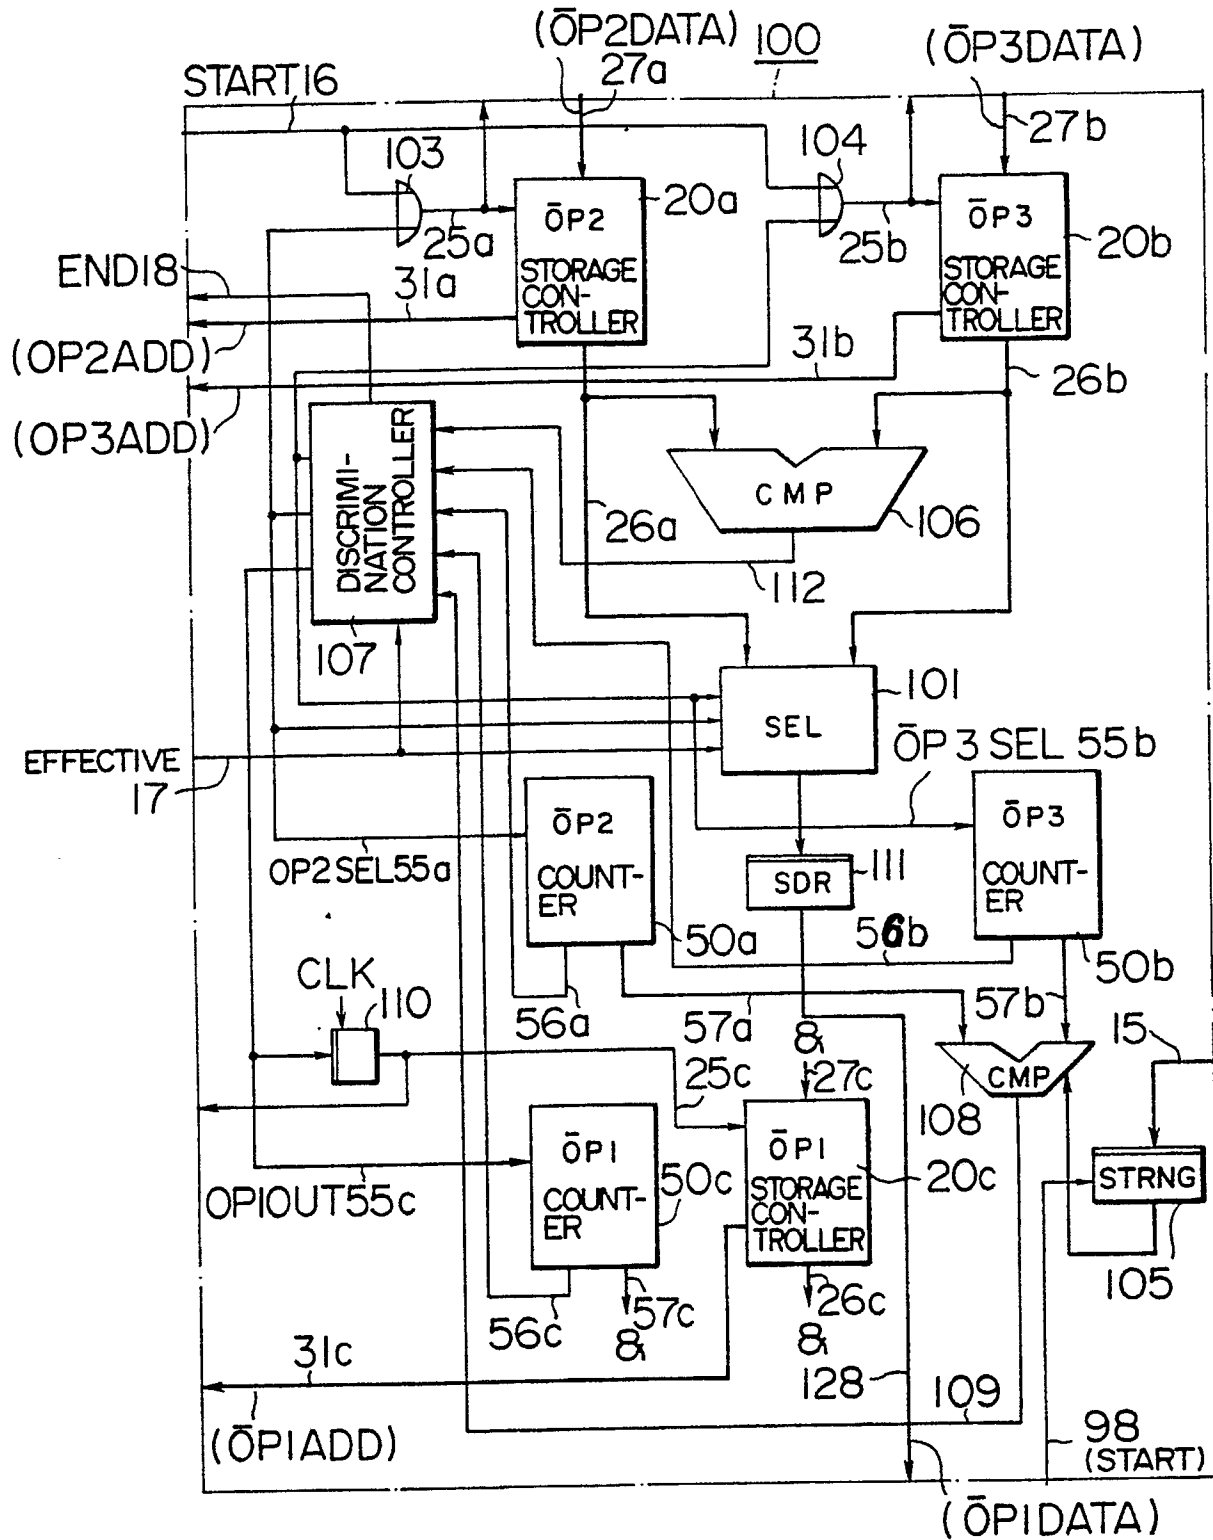 (ŌP2DATA)
100
(ŌP3DATA)
START16
27a
27b
103
104
ŌP2
STORAGE
CON-
TROLLER
20a
ŌP3
STORAGE
CON-
TROLLER
20b
25a
25b
END18
31a
(OP2ADD)
31b
26b
(OP3ADD)
DISCRIMI-
NATION
CONTROLLER
CMP
26a
106
112
107
101
SEL
EFFECTIVE
17
ŌP3 SEL 55b
ŌP2
COUNT-
ER
ŌP3
COUNT-
ER
OP2SEL55a
111
SDR
50a
56b
50b
CLK
110
56a
57a
57b
15
&
27c
25c
CMP
108
ŌP1
COUNT-
ER
50c
ŌP1
STORAGE
CON-
TROLLER
20c
STRNG
OP1OUT55c
105
56c
57c
&
26c
&
31c
128
109
98
(START)
(ŌP1ADD)
(ŌP1DATA)